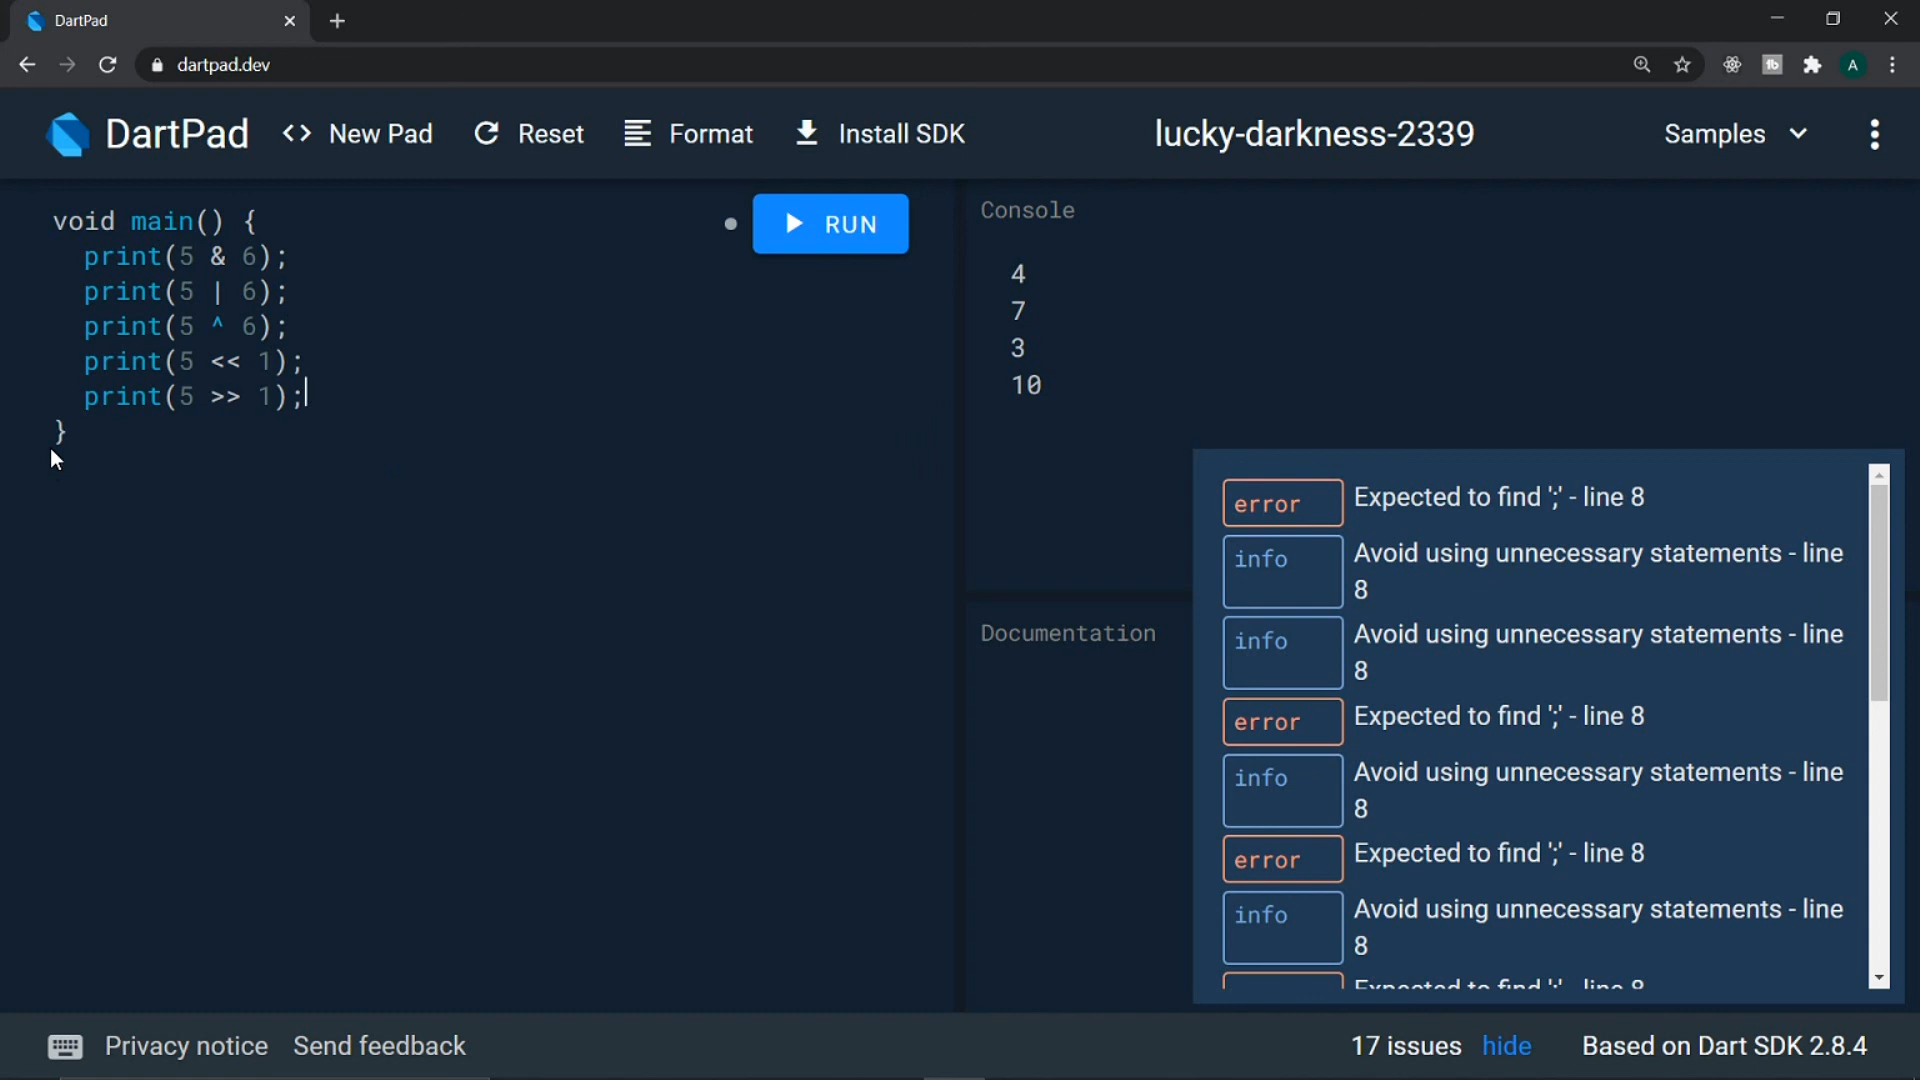 DartPad
dartpad.dev
A
DartPad
<> New Pad
Reset
Format
Install SDK
lucky-darkness-2339
Samples
void main() {
print(5 & 6);
print(5 | 6);
print(5 ^ 6);
print(5 << 1);
print(5 >> 1);
}
RUN
Console
4
7
3
10
error Expected to find ';' - line 8
info Avoid using unnecessary statements - line
8
info Avoid using unnecessary statements - line
8
error Expected to find ';' - line 8
info Avoid using unnecessary statements - line
8
error Expected to find ';' - line 8
info Avoid using unnecessary statements - line
8
Expected to find ';' - line 8
Documentation
Privacy notice
Send feedback
17 issues hide
Based on Dart SDK 2.8.4